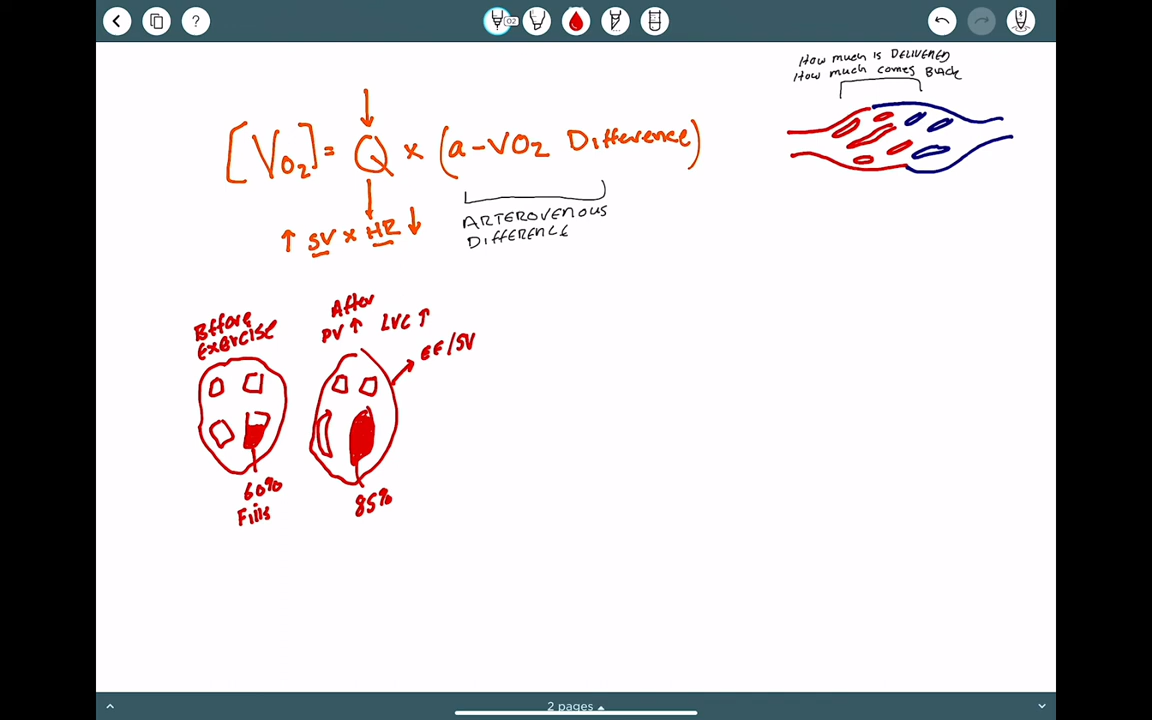 ?
O2
How much is DELIVERED
How much comes Back
[VO2] = Q × (a-VO2 Difference)
↑ SV × HR ↓
ARTEROVENOUS
DIFFERENCE
Before
Exercise
After
PV ↑ LVC ↑
EF/SV
60%
Fills
85%
2 pages